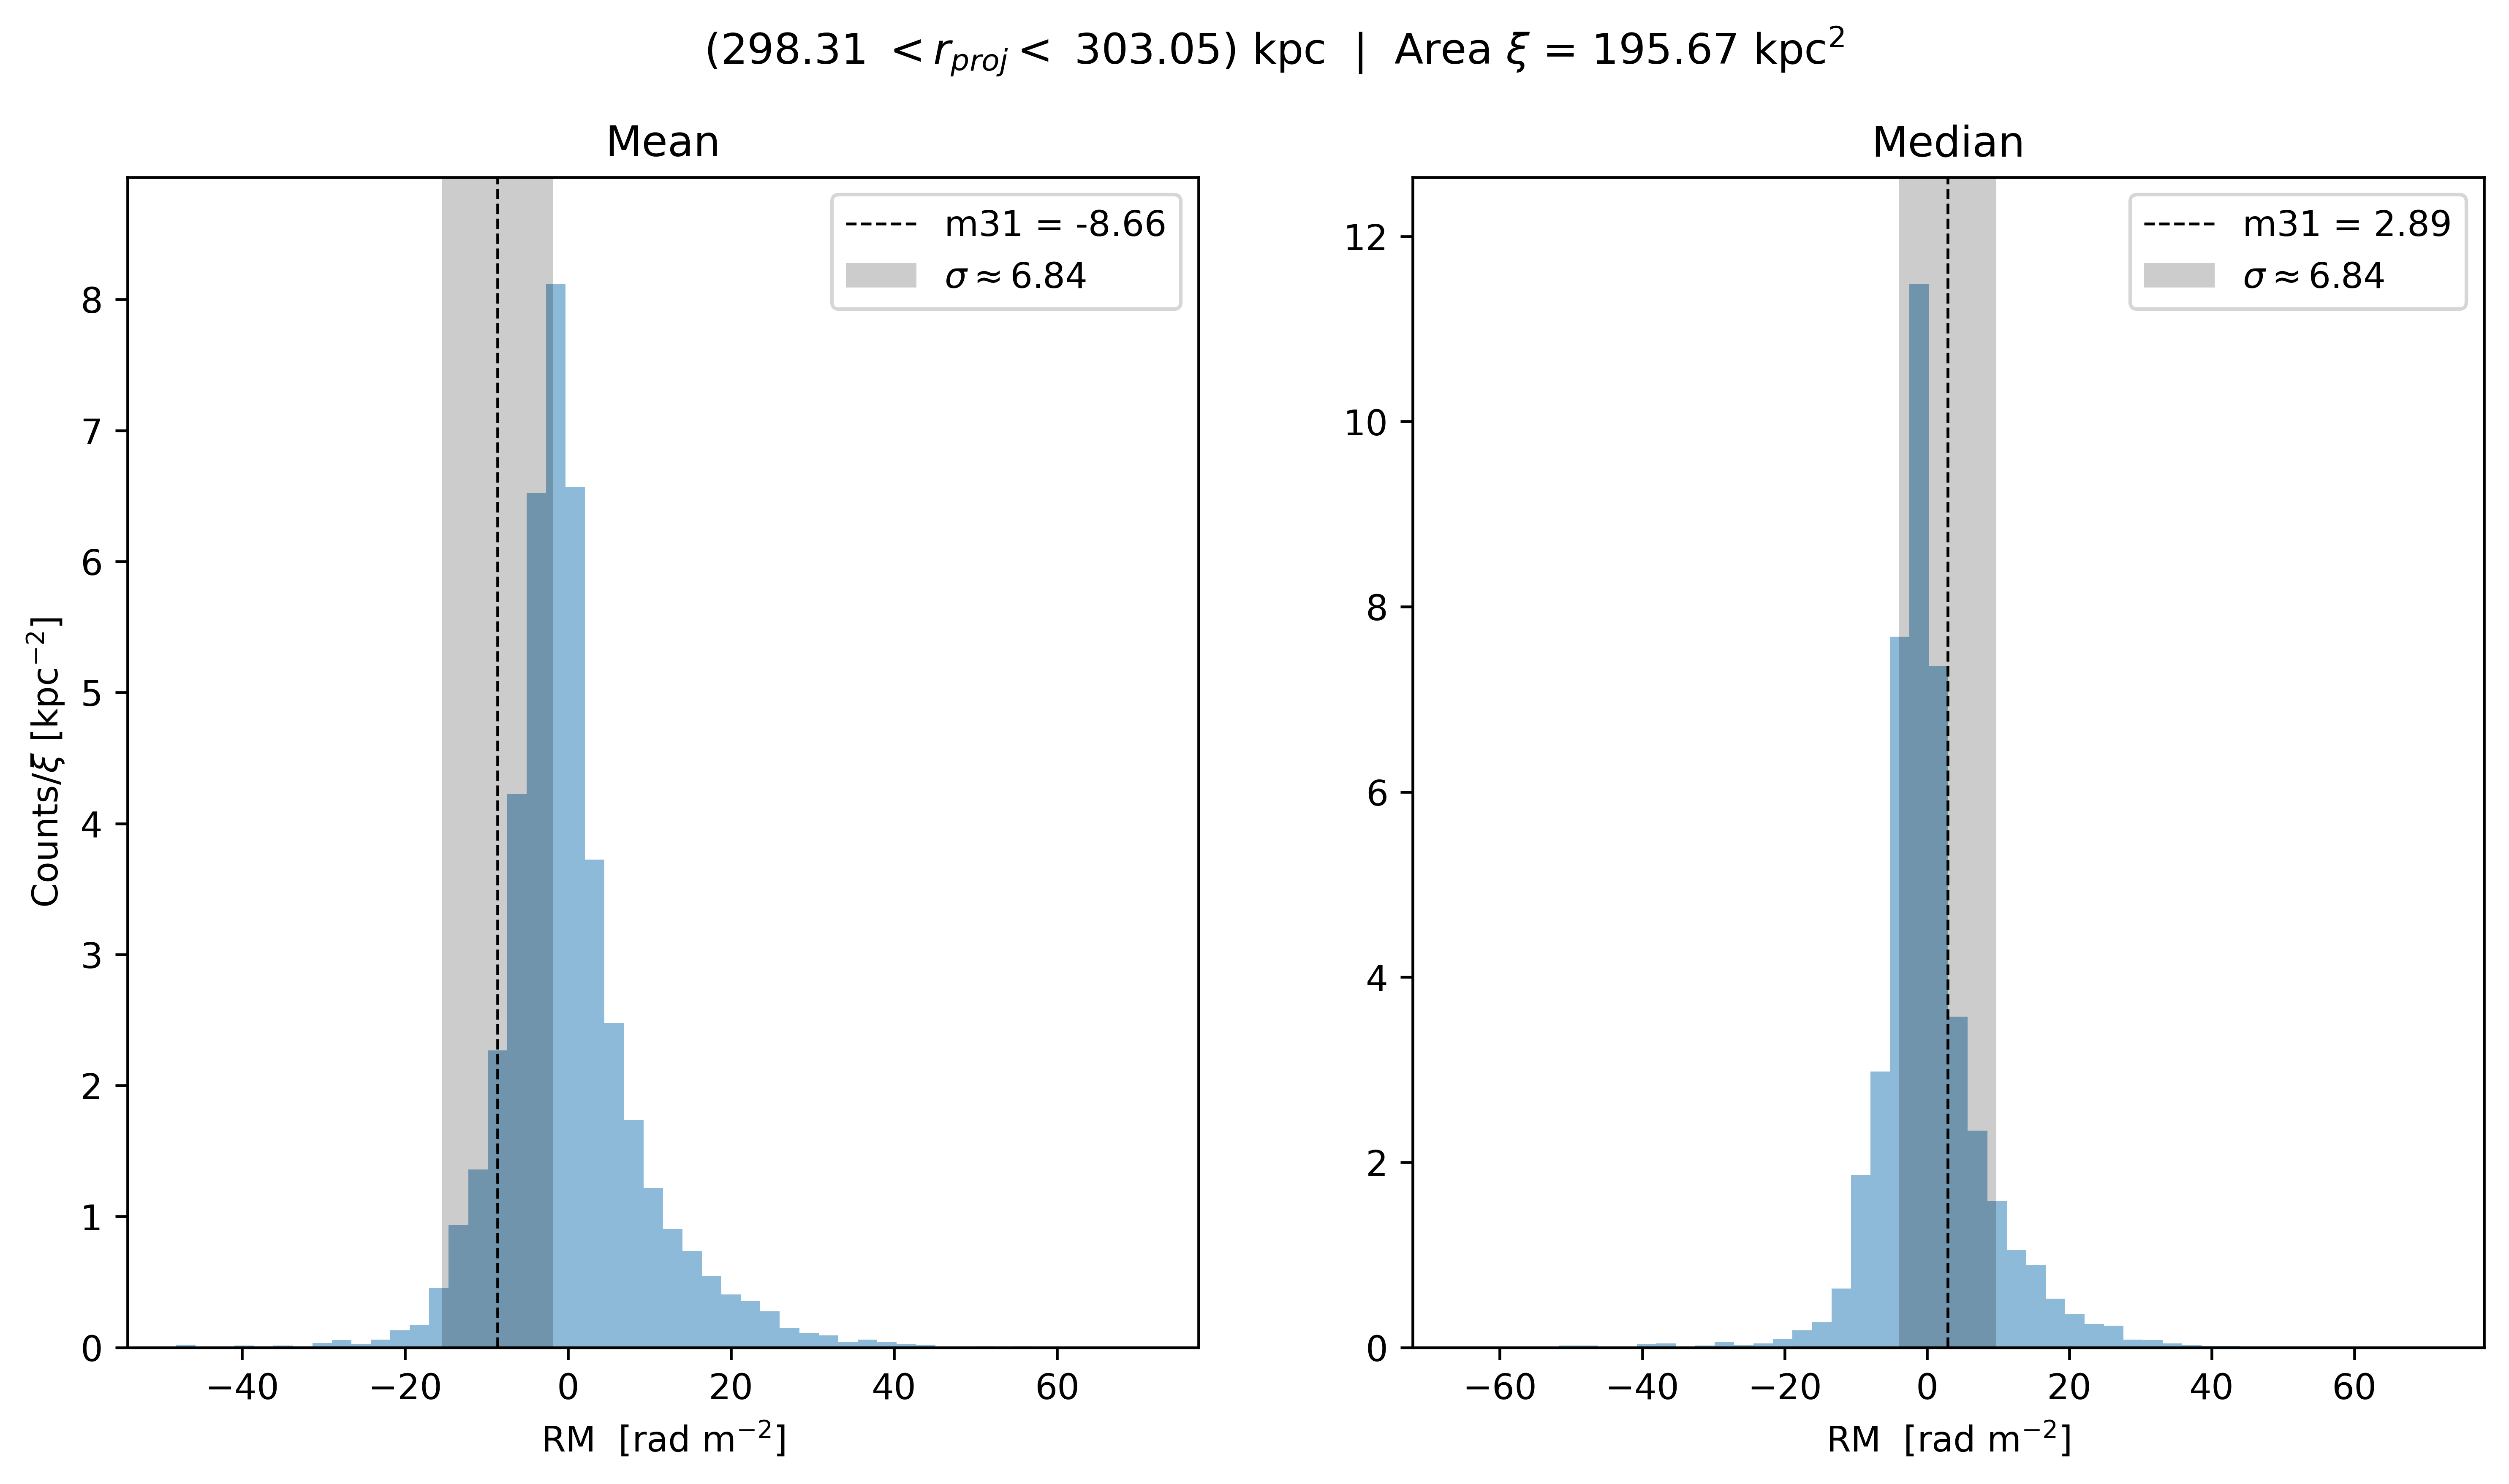 (298.31 < r_proj < 303.05) kpc | Area ξ = 195.67 kpc²
Mean
m31 = -8.66
σ ≈ 6.84
8
7
6
5
4
3
2
1
0
Counts/ξ [kpc⁻²]
−40 −20 0 20 40 60
RM [rad m⁻²]
Median
m31 = 2.89
σ ≈ 6.84
12
10
8
6
4
2
0
−60 −40 −20 0 20 40 60
RM [rad m⁻²]